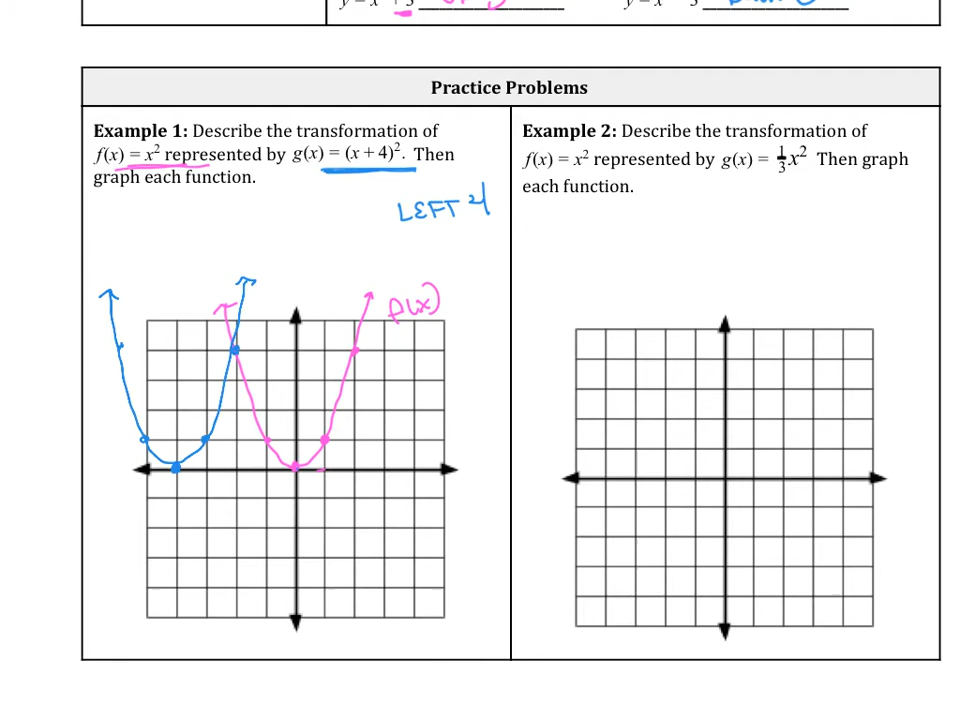 Practice Problems
Example 1: Describe the transformation of
f(x) = x² represented by g(x) = (x + 4)². Then
graph each function.
LEFT 4
f(x)
Example 2: Describe the transformation of
f(x) = x² represented by g(x) = ⅓x² Then graph
each function.